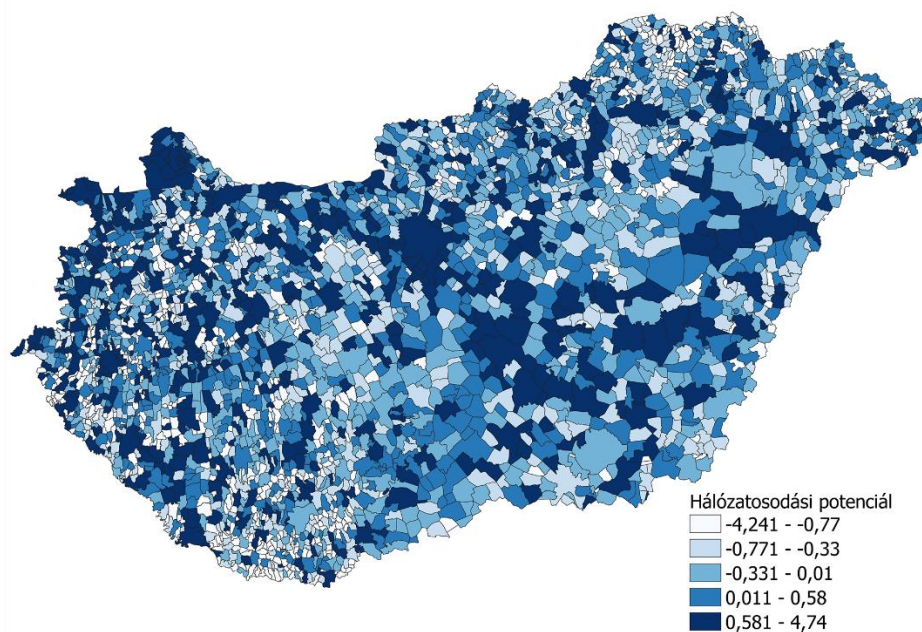 Hálózatosodási potenciál
-4,241 - -0,77
-0,771 - -0,33
-0,331 - 0,01
0,011 - 0,58
0,581 - 4,74